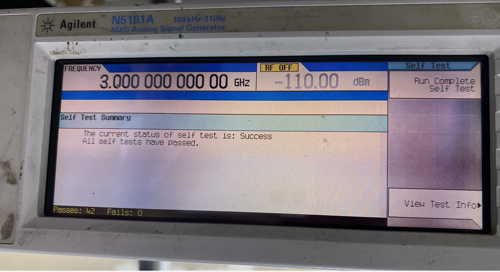 Agilent N5181A 100kHz-3GHz
MXG Analog Signal Generator
FREQUENCY
3.000 000 000 00 GHz
RF OFF
-110.00 dBm
Self Test
Run Complete
Self Test
Self Test Summary
The current status of self test is: Success
All self tests have passed.
View Test Info
Passes: 42 Fails: 0